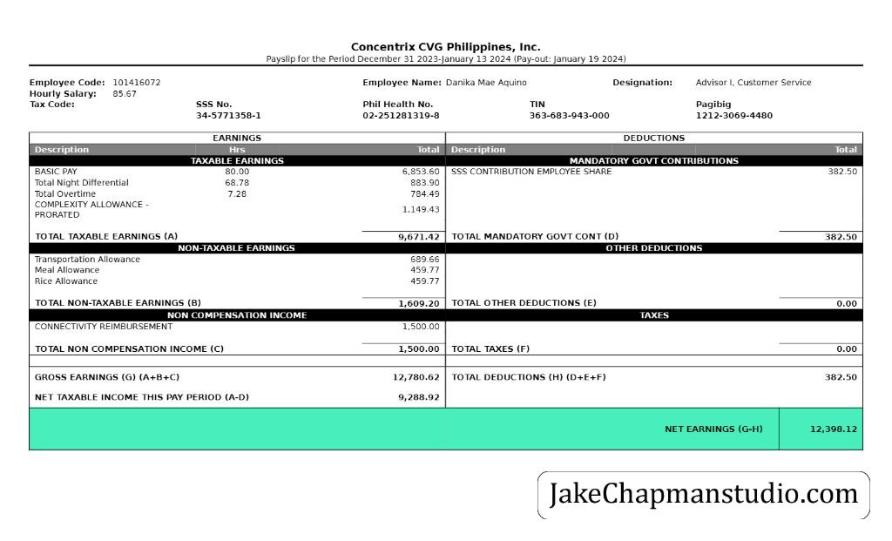 Concentrix CVG Philippines, Inc.
Payslip for the Period December 31 2023-January 13 2024 (Pay-out: January 19 2024)
Employee Code: 101416072 Employee Name: Danika Mae Aquino Designation: Advisor I, Customer Service
Hourly Salary: 85.67
Tax Code: SSS No. Phil Health No. TIN Pagibig
34-5771358-1 02-251281319-8 363-683-943-000 1212-3069-4480
EARNINGS DEDUCTIONS
Description Hrs Total Description Total
TAXABLE EARNINGS MANDATORY GOVT CONTRIBUTIONS
BASIC PAY 80.00 6,853.60 SSS CONTRIBUTION EMPLOYEE SHARE 382.50
Total Night Differential 68.78 883.90
Total Overtime 7.28 784.49
COMPLEXITY ALLOWANCE -
PRORATED 1,149.43
TOTAL TAXABLE EARNINGS (A) 9,671.42 TOTAL MANDATORY GOVT CONT (D) 382.50
NON-TAXABLE EARNINGS OTHER DEDUCTIONS
Transportation Allowance 689.66
Meal Allowance 459.77
Rice Allowance 459.77
TOTAL NON-TAXABLE EARNINGS (B) 1,609.20 TOTAL OTHER DEDUCTIONS (E) 0.00
NON COMPENSATION INCOME TAXES
CONNECTIVITY REIMBURSEMENT 1,500.00
TOTAL NON COMPENSATION INCOME (C) 1,500.00 TOTAL TAXES (F) 0.00
GROSS EARNINGS (G) (A+B+C) 12,780.62 TOTAL DEDUCTIONS (H) (D+E+F) 382.50
NET TAXABLE INCOME THIS PAY PERIOD (A-D) 9,288.92
NET EARNINGS (G-H) 12,398.12
JakeChapmanstudio.com